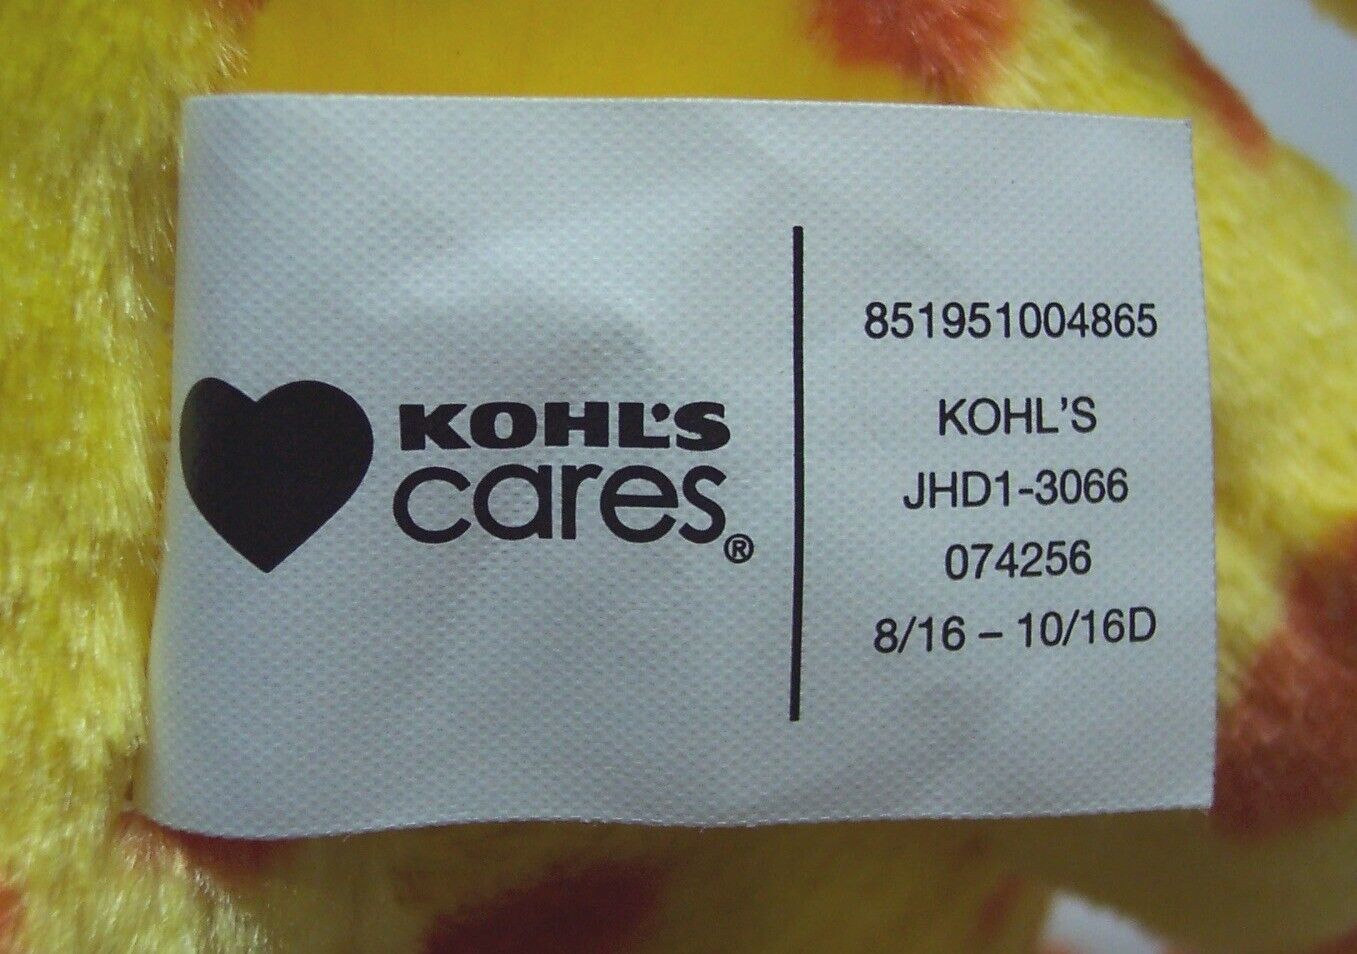 KOHL'S
cares®
851951004865
KOHL'S
JHD1-3066
074256
8/16 – 10/16D